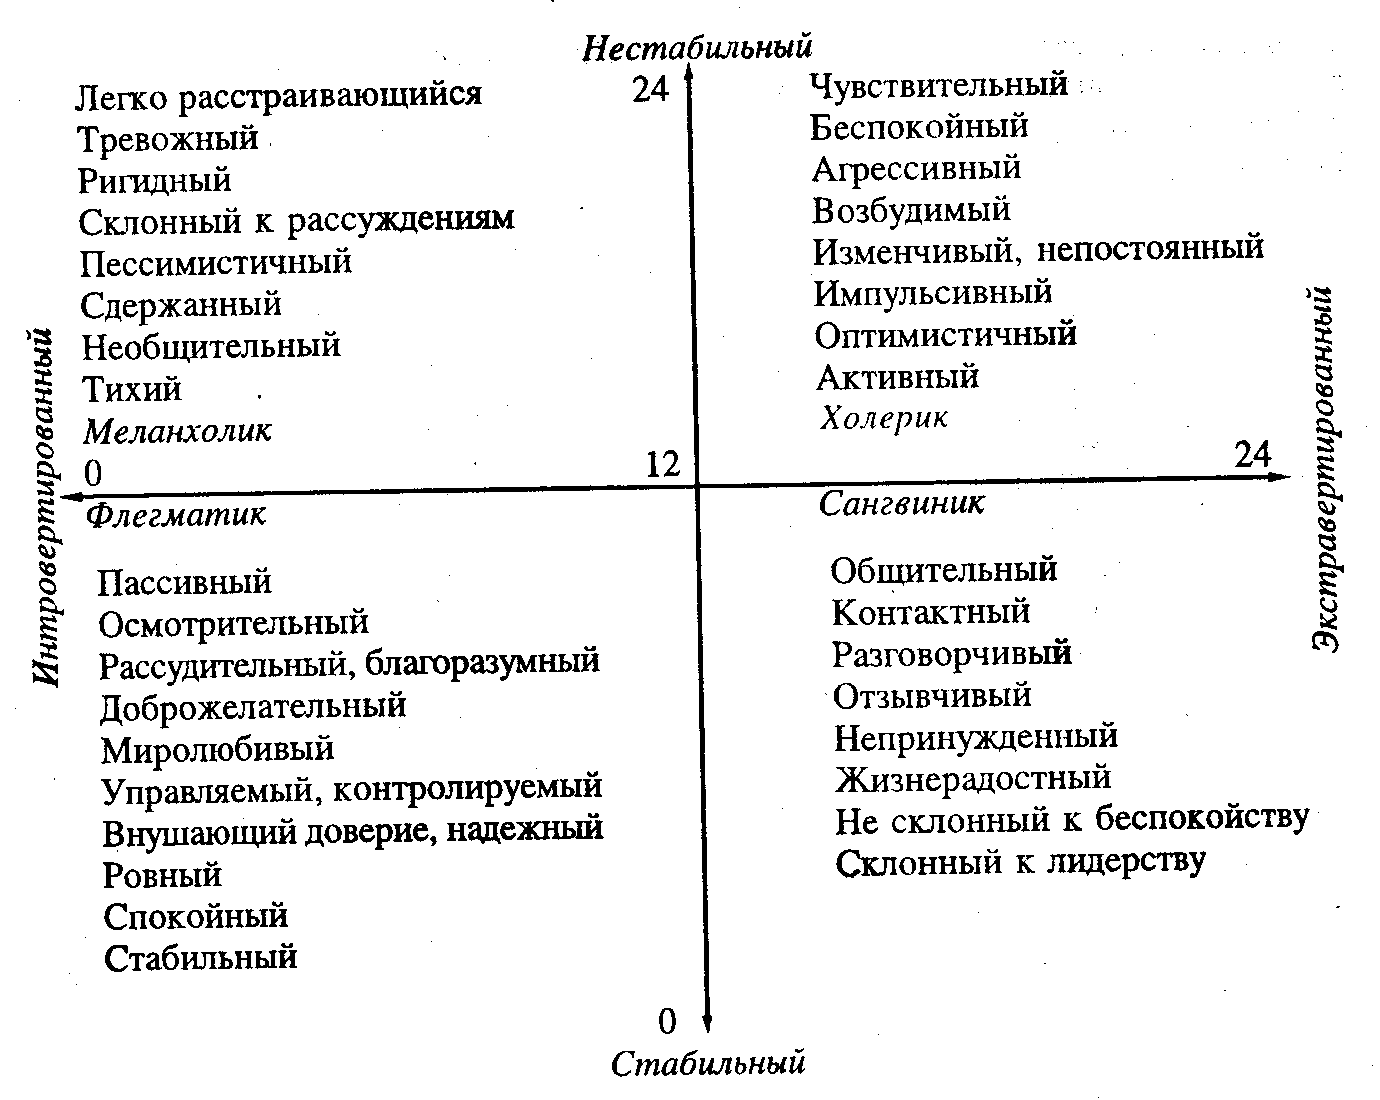 Нестабильный
24
Легко расстраивающийся
Тревожный
Ригидный
Склонный к рассуждениям
Пессимистичный
Сдержанный
Необщительный
Тихий
Меланхолик
Чувствительный
Беспокойный
Агрессивный
Возбудимый
Изменчивый, непостоянный
Импульсивный
Оптимистичный
Активный
Холерик
Интровертированный
0
12
24
Экстравертированный
Флегматик
Пассивный
Осмотрительный
Рассудительный, благоразумный
Доброжелательный
Миролюбивый
Управляемый, контролируемый
Внушающий доверие, надежный
Ровный
Спокойный
Стабильный
Сангвиник
Общительный
Контактный
Разговорчивый
Отзывчивый
Непринужденный
Жизнерадостный
Не склонный к беспокойству
Склонный к лидерству
0
Стабильный